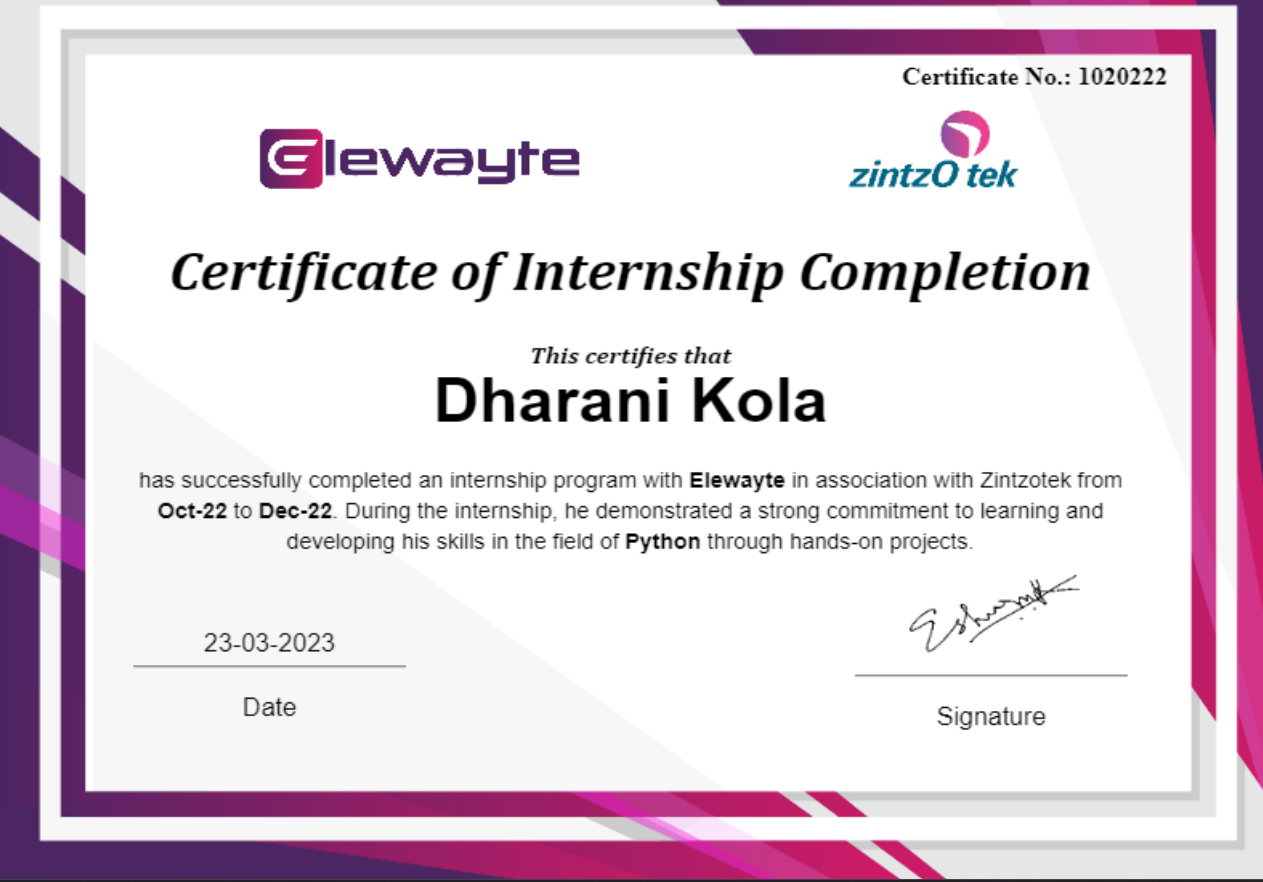 Certificate No.: 1020222
Elewayte
zintzO tek
Certificate of Internship Completion
This certifies that
Dharani Kola
has successfully completed an internship program with Elewayte in association with Zintzotek from
Oct-22 to Dec-22. During the internship, he demonstrated a strong commitment to learning and
developing his skills in the field of Python through hands-on projects.
23-03-2023
Date
Signature